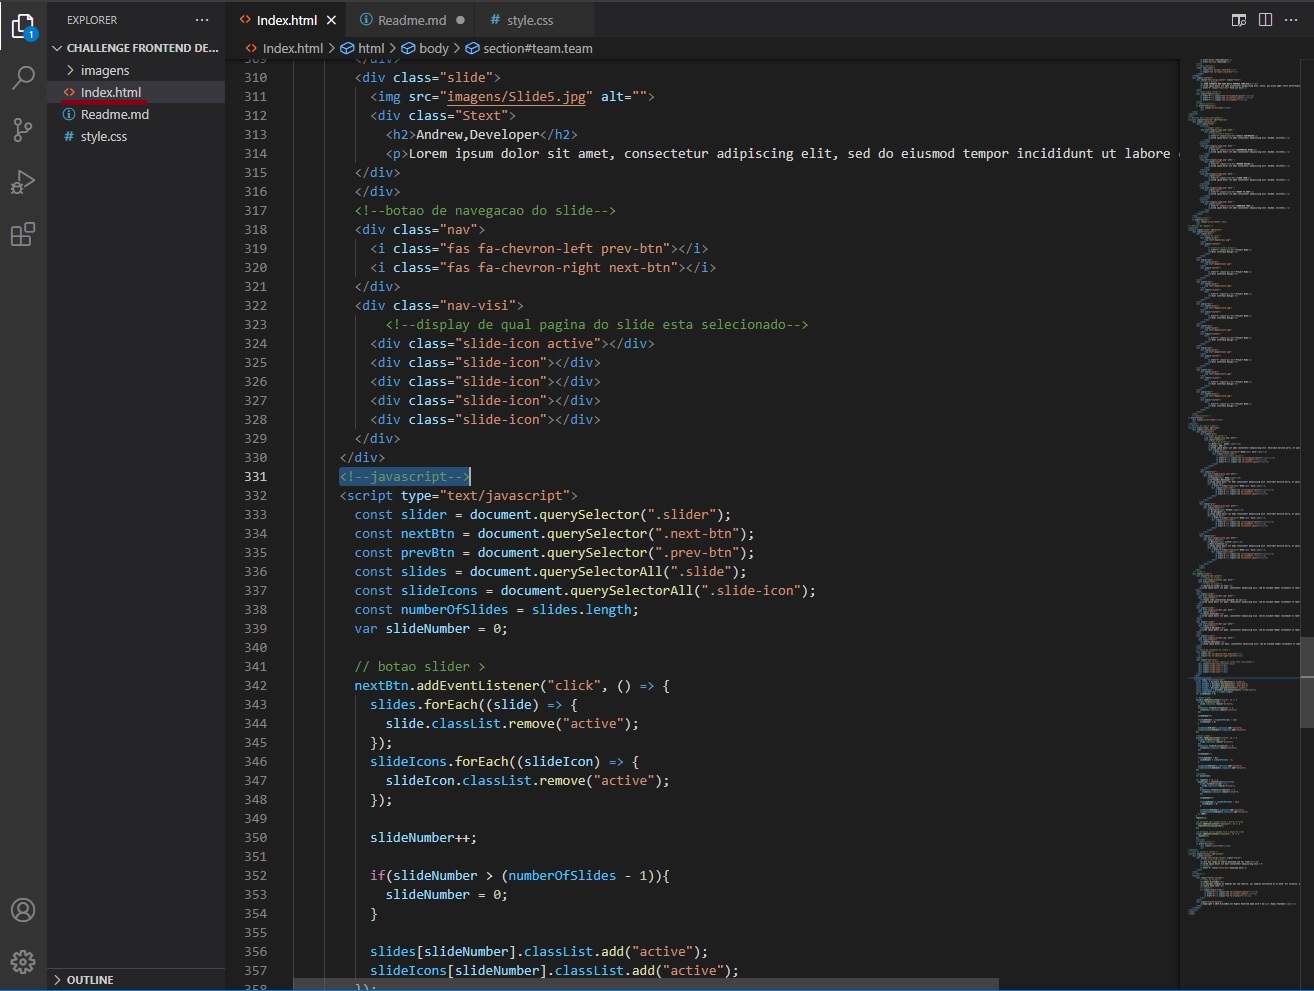 EXPLORER
CHALLENGE FRONTEND DE...
imagens
Index.html
Readme.md
style.css
OUTLINE
1
Index.html
Readme.md
style.css
Index.html > html > body > section#team.team
309 </div>
310 <div class="slide">
311 <img src="imagens/Slide5.jpg" alt="">
312 <div class="Stext">
313 <h2>Andrew,Developer</h2>
314 <p>Lorem ipsum dolor sit amet, consectetur adipiscing elit, sed do eiusmod tempor incididunt ut labore
315 </div>
316 </div>
317 <!--botao de navegacao do slide-->
318 <div class="nav">
319 <i class="fas fa-chevron-left prev-btn"></i>
320 <i class="fas fa-chevron-right next-btn"></i>
321 </div>
322 <div class="nav-visi">
323 <!--display de qual pagina do slide esta selecionado-->
324 <div class="slide-icon active"></div>
325 <div class="slide-icon"></div>
326 <div class="slide-icon"></div>
327 <div class="slide-icon"></div>
328 <div class="slide-icon"></div>
329 </div>
330 </div>
331 <!--javascript-->
332 <script type="text/javascript">
333 const slider = document.querySelector(".slider");
334 const nextBtn = document.querySelector(".next-btn");
335 const prevBtn = document.querySelector(".prev-btn");
336 const slides = document.querySelectorAll(".slide");
337 const slideIcons = document.querySelectorAll(".slide-icon");
338 const numberOfSlides = slides.length;
339 var slideNumber = 0;
340
341 // botao slider >
342 nextBtn.addEventListener("click", () => {
343 slides.forEach((slide) => {
344 slide.classList.remove("active");
345 });
346 slideIcons.forEach((slideIcon) => {
347 slideIcon.classList.remove("active");
348 });
349
350 slideNumber++;
351
352 if(slideNumber > (numberOfSlides - 1)){
353 slideNumber = 0;
354 }
355
356 slides[slideNumber].classList.add("active");
357 slideIcons[slideNumber].classList.add("active");
358 });